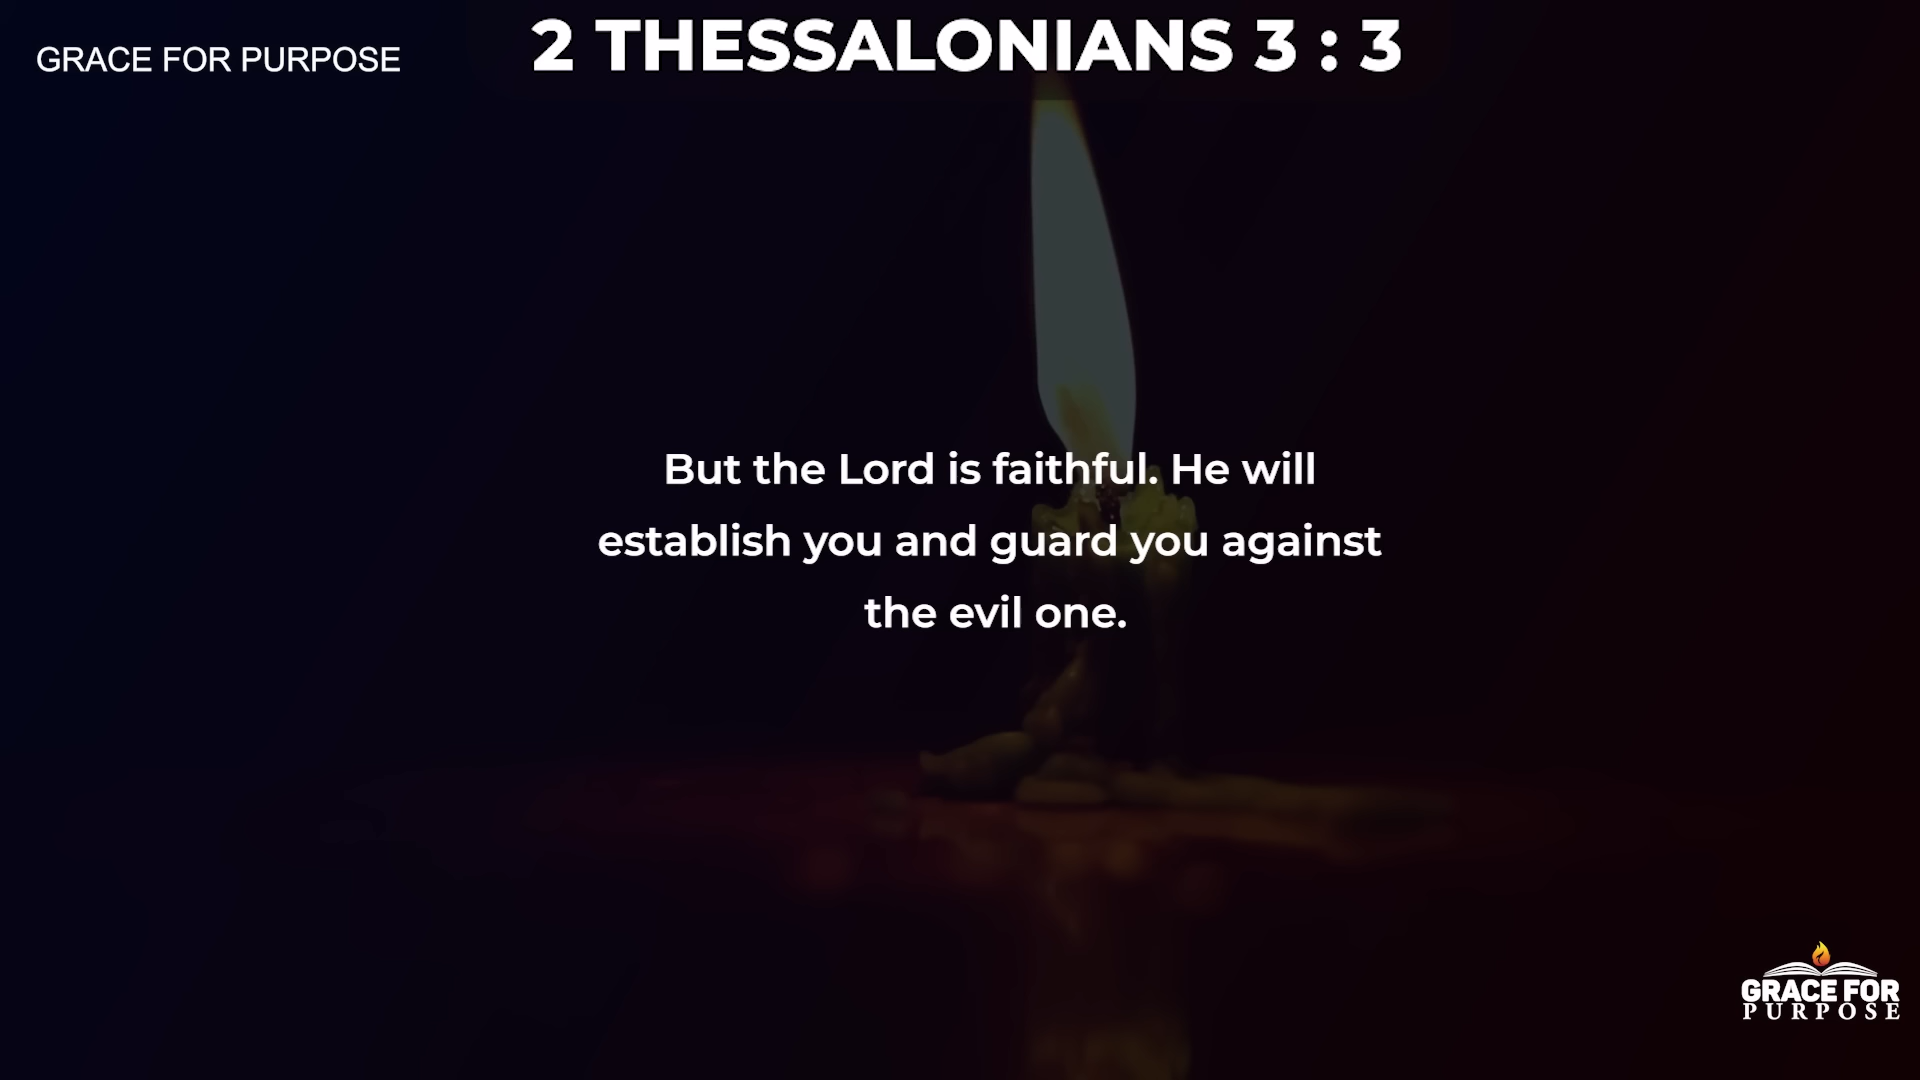 GRACE FOR PURPOSE
2 THESSALONIANS 3 : 3
But the Lord is faithful. He will
establish you and guard you against
the evil one.
GRACE FOR
PURPOSE